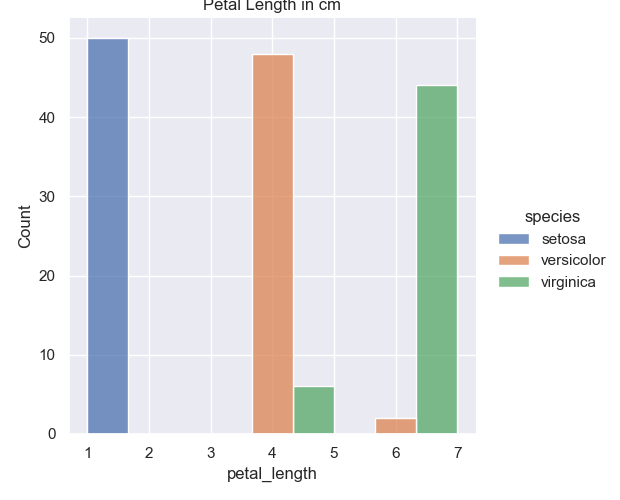 Petal Length in cm
50
40
30
20
10
0
Count
1 2 3 4 5 6 7
petal_length
species
setosa
versicolor
virginica